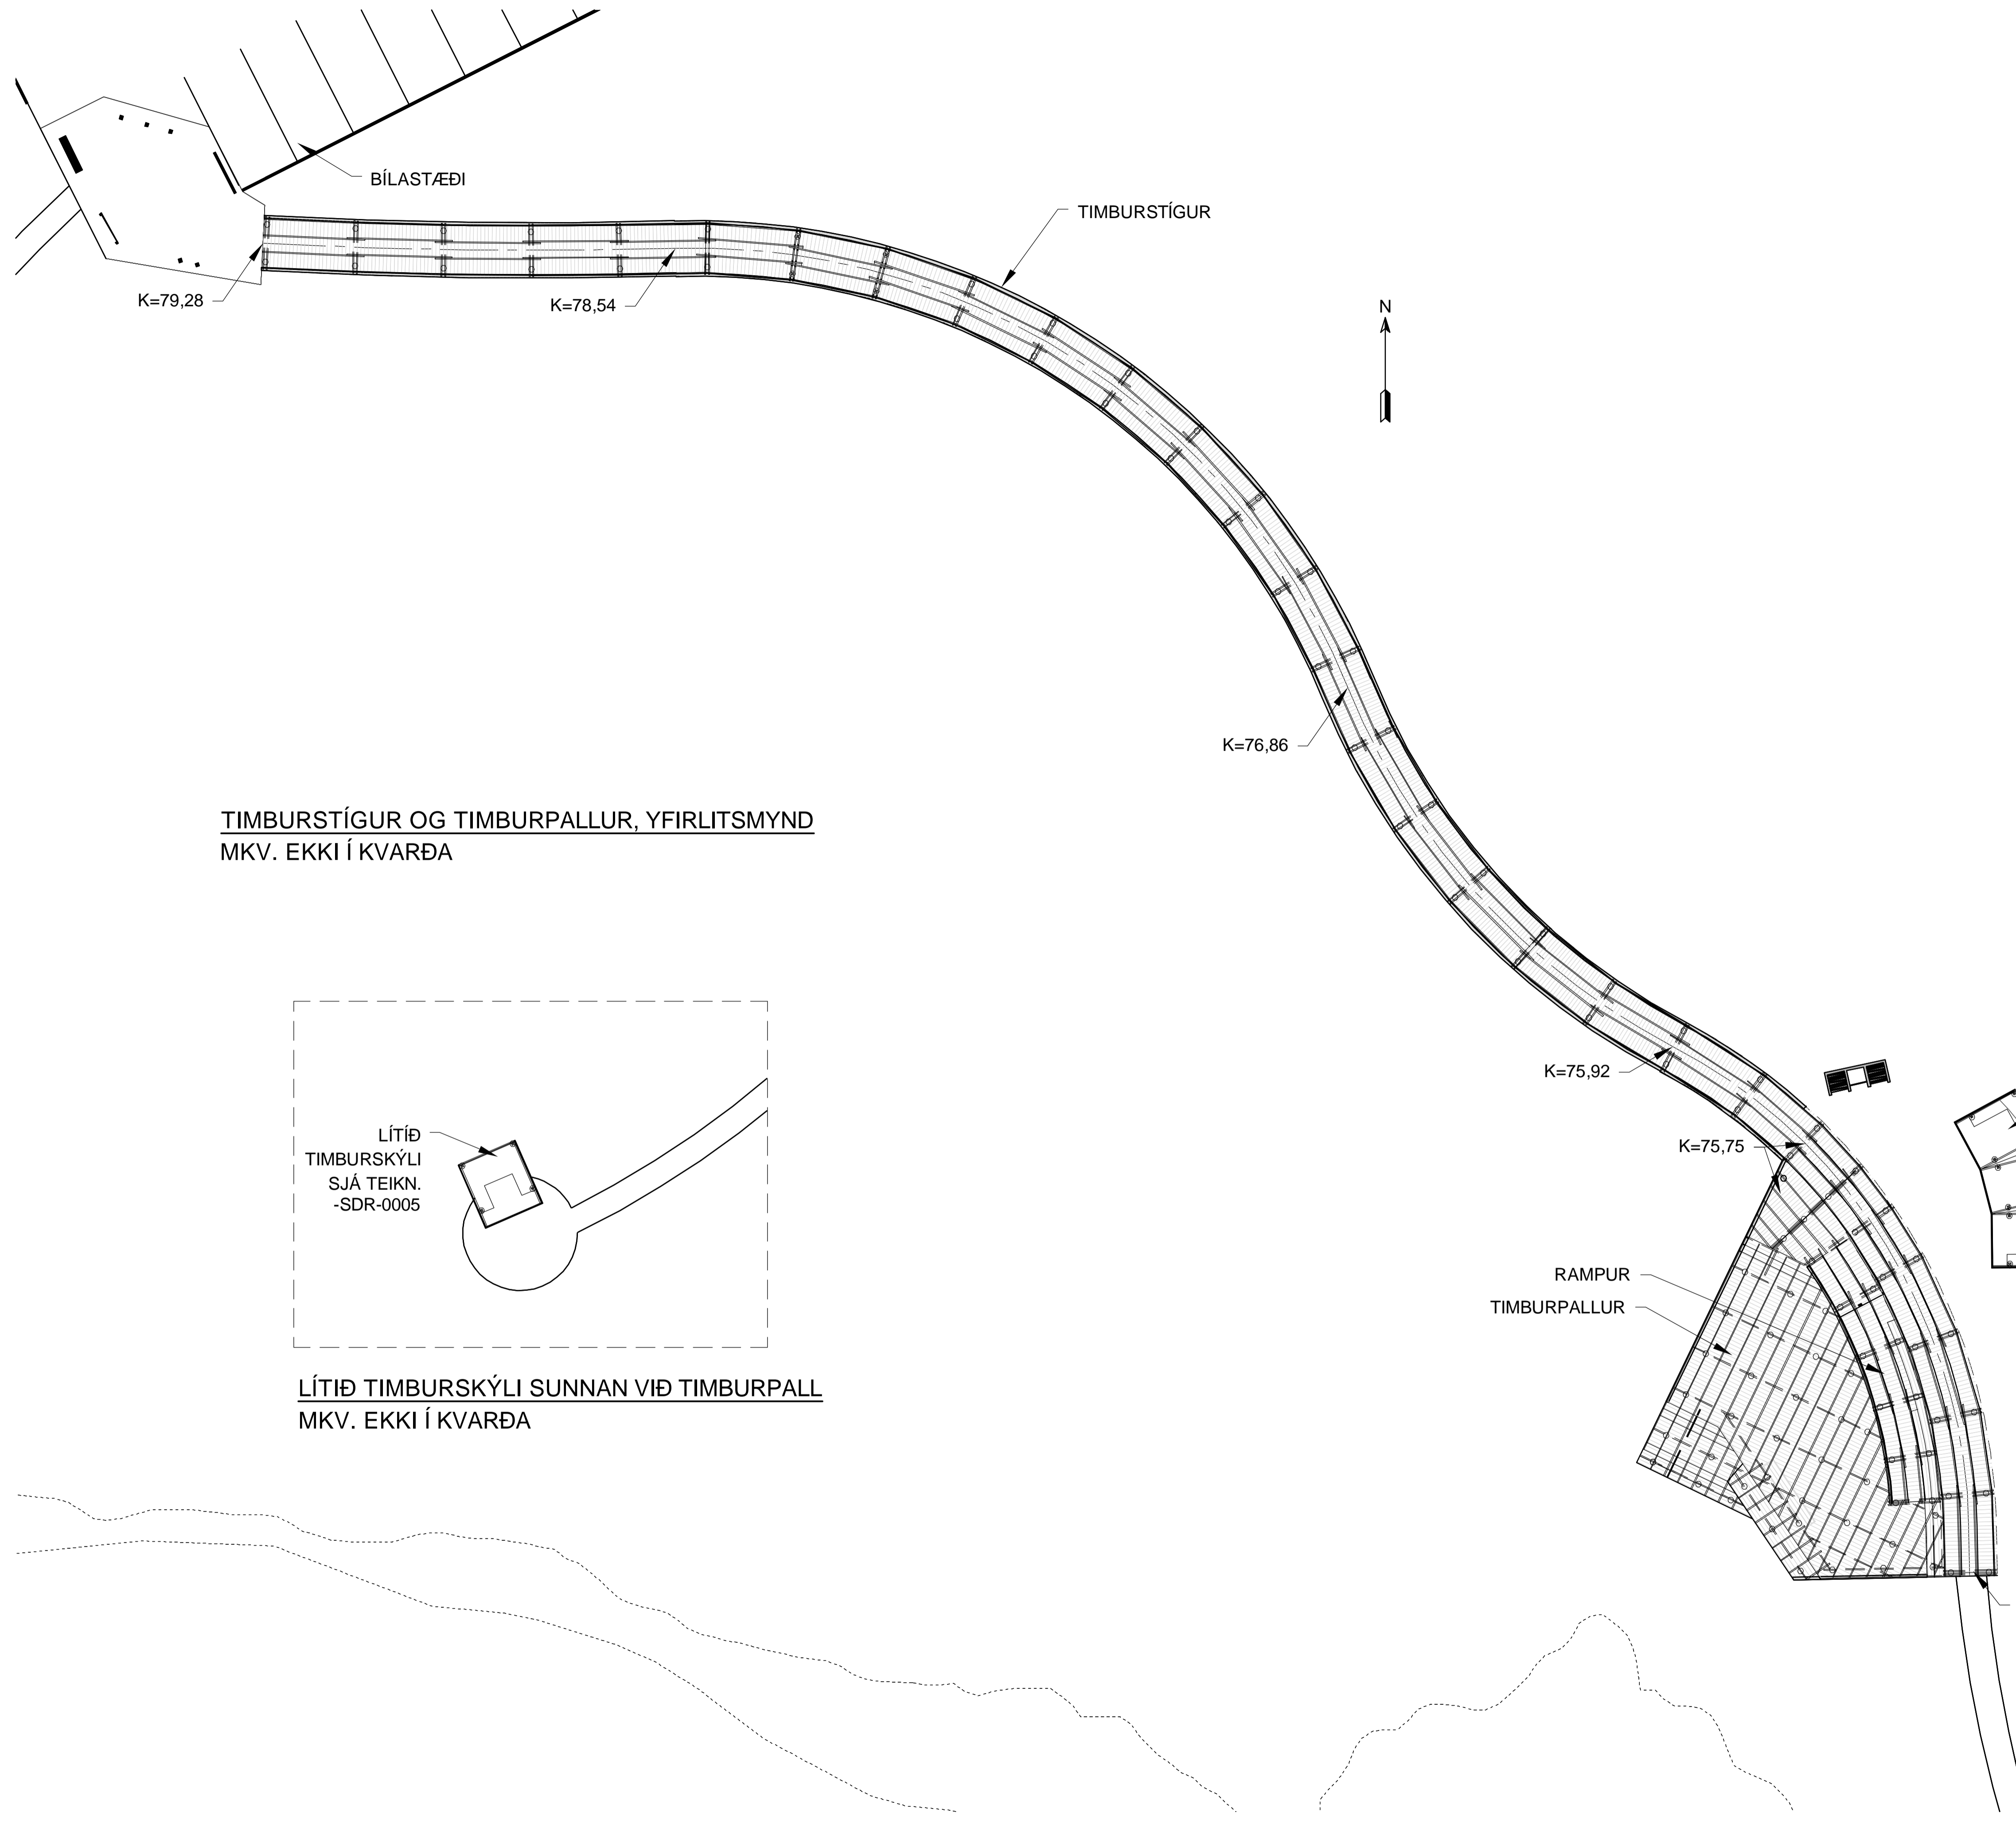 BÍLASTÆÐI
TIMBURSTÍGUR
K=79,28
K=78,54
N
K=76,86
TIMBURSTÍGUR OG TIMBURPALLUR, YFIRLITSMYND
MKV. EKKI Í KVARÐA
K=75,92
LÍTÍÐ
TIMBURSKÝLI
SJÁ TEIKN.
-SDR-0005
K=75,75
RAMPUR
TIMBURPALLUR
LÍTIÐ TIMBURSKÝLI SUNNAN VIÐ TIMBURPALL
MKV. EKKI Í KVARÐA